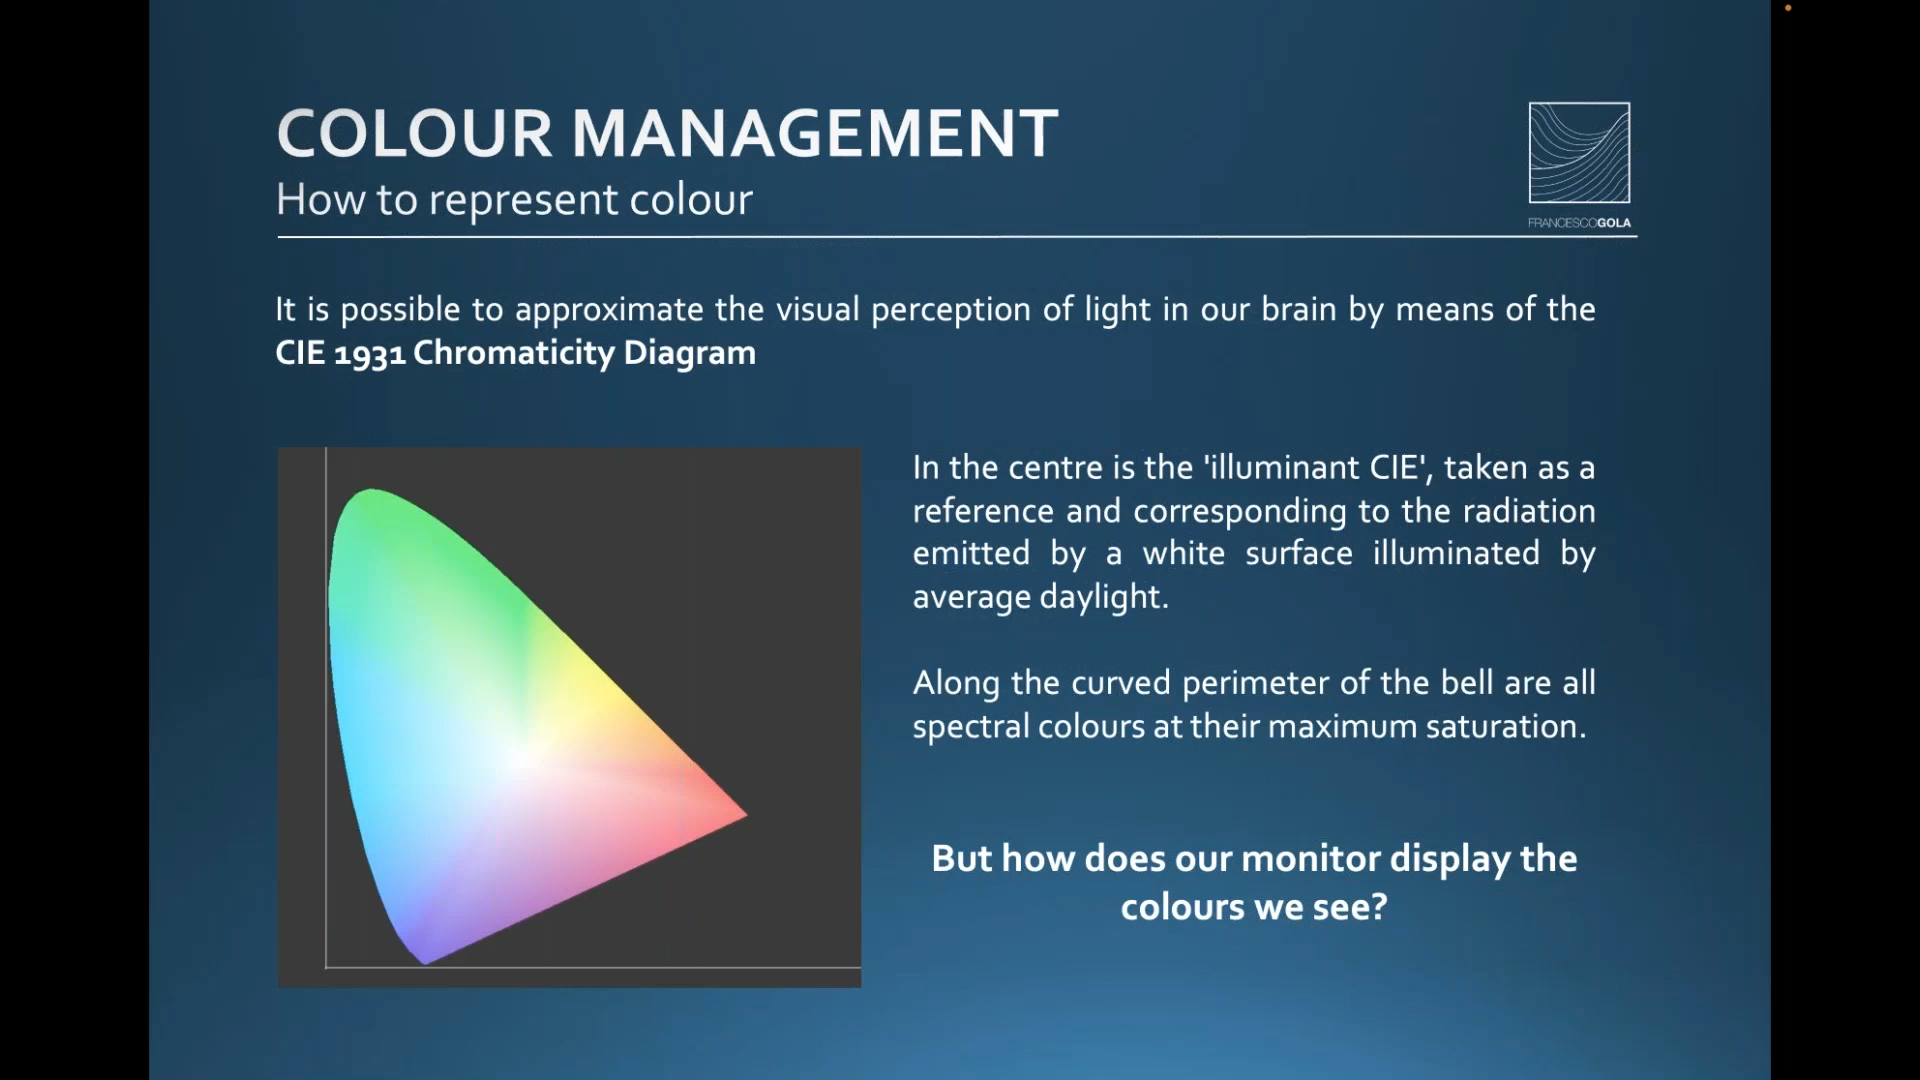 COLOUR MANAGEMENT
How to represent colour
FRANCESCOGOLA
It is possible to approximate the visual perception of light in our brain by means of the
CIE 1931 Chromaticity Diagram
In the centre is the 'illuminant CIE', taken as a
reference and corresponding to the radiation
emitted by a white surface illuminated by
average daylight.
Along the curved perimeter of the bell are all
spectral colours at their maximum saturation.
But how does our monitor display the
colours we see?